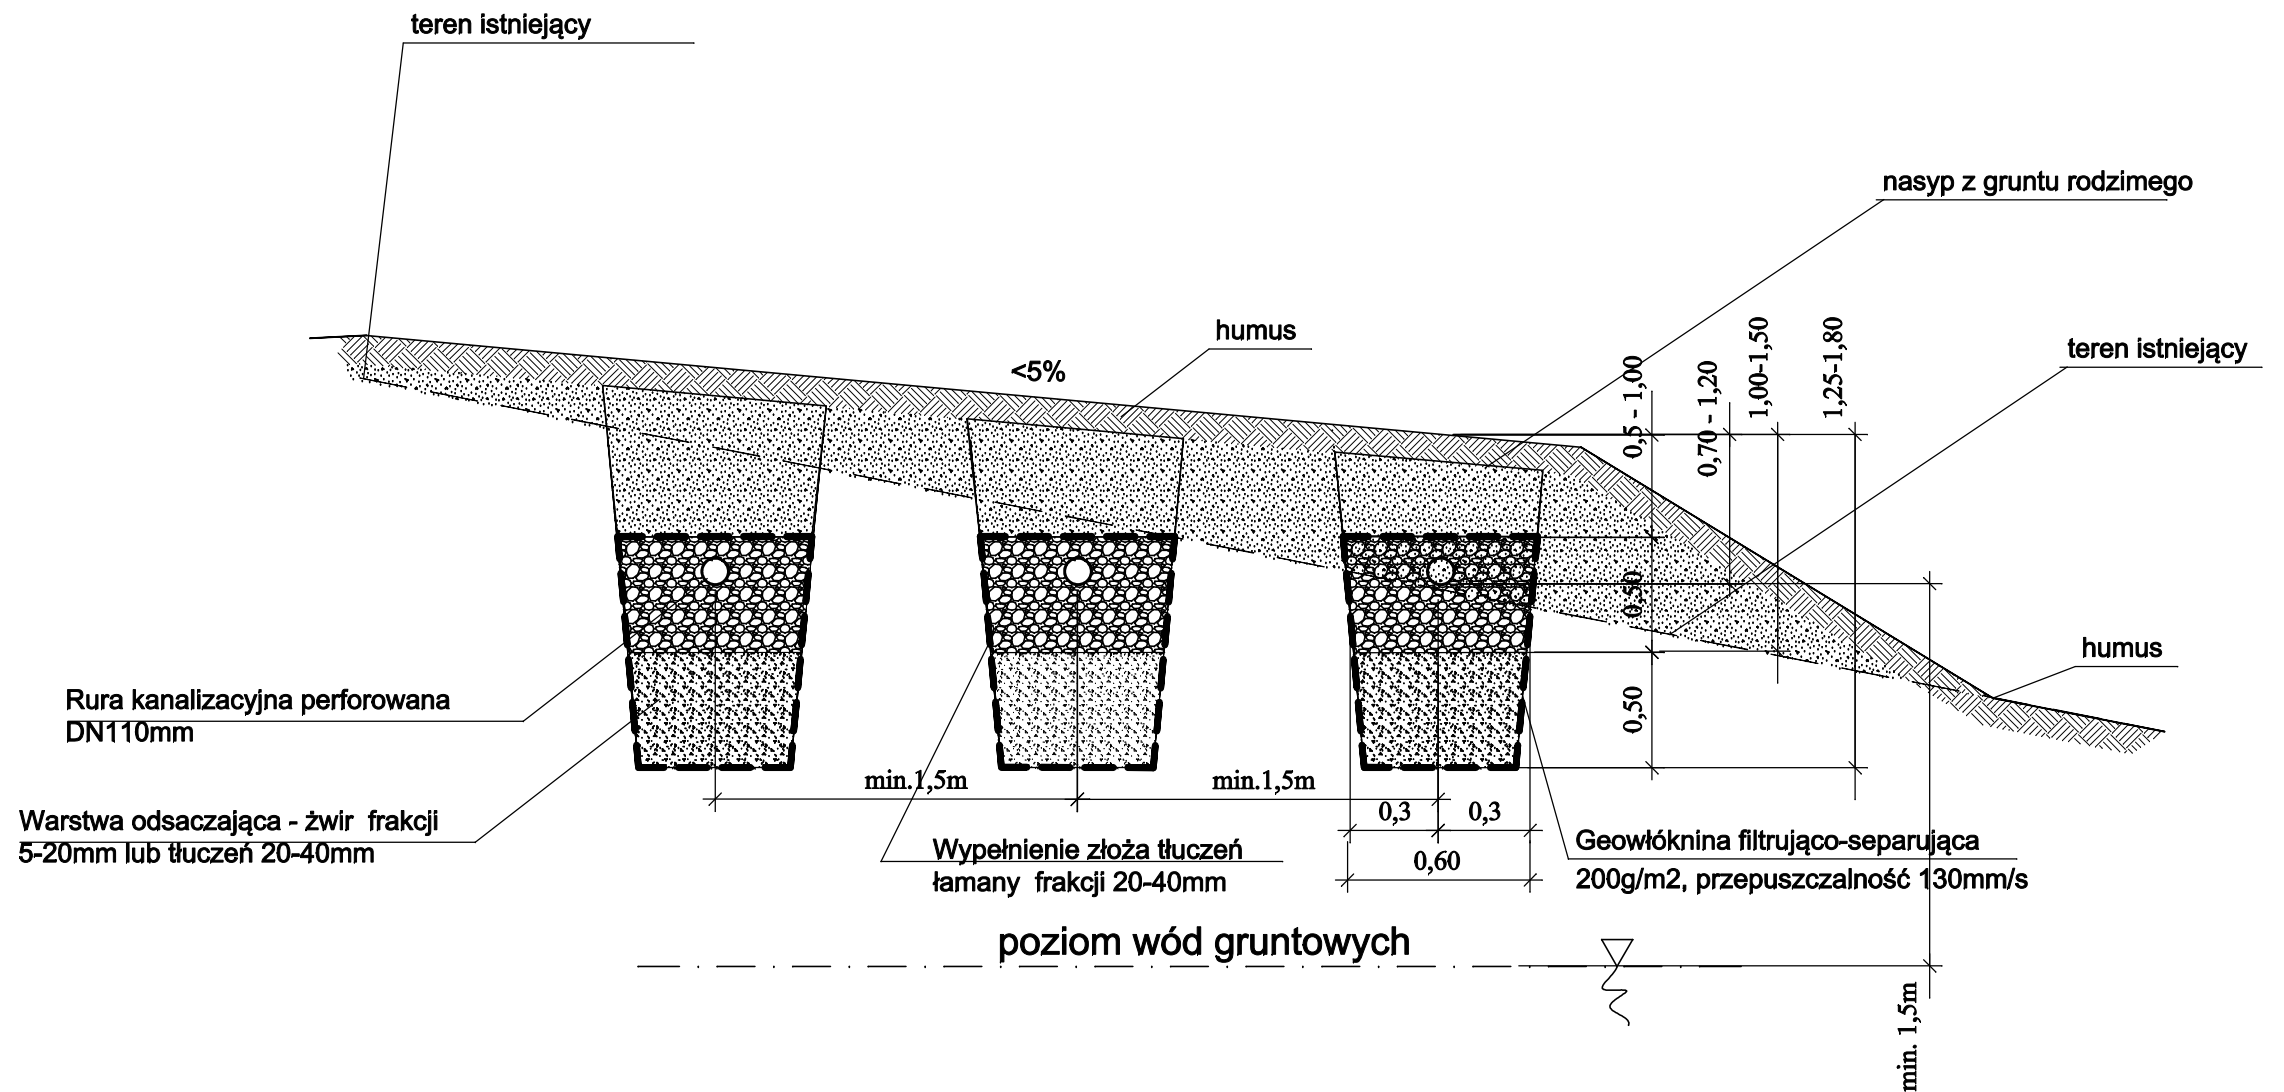 teren istniejący
nasyp z gruntu rodzimego
humus
<5%
teren istniejący
0,5 - 1,00
0,70 - 1,20
1,00-1,50
1,25-1,80
0,50
0,50
humus
Rura kanalizacyjna perforowana
DN110mm
min.1,5m
min.1,5m
0,3
0,3
0,60
Warstwa odsaczająca - żwir frakcji
5-20mm lub tłuczeń 20-40mm
Wypełnienie złoża tłuczeń
łamany frakcji 20-40mm
Geowłóknina filtrująco-separująca
200g/m2, przepuszczalność 130mm/s
poziom wód gruntowych
min. 1,5m